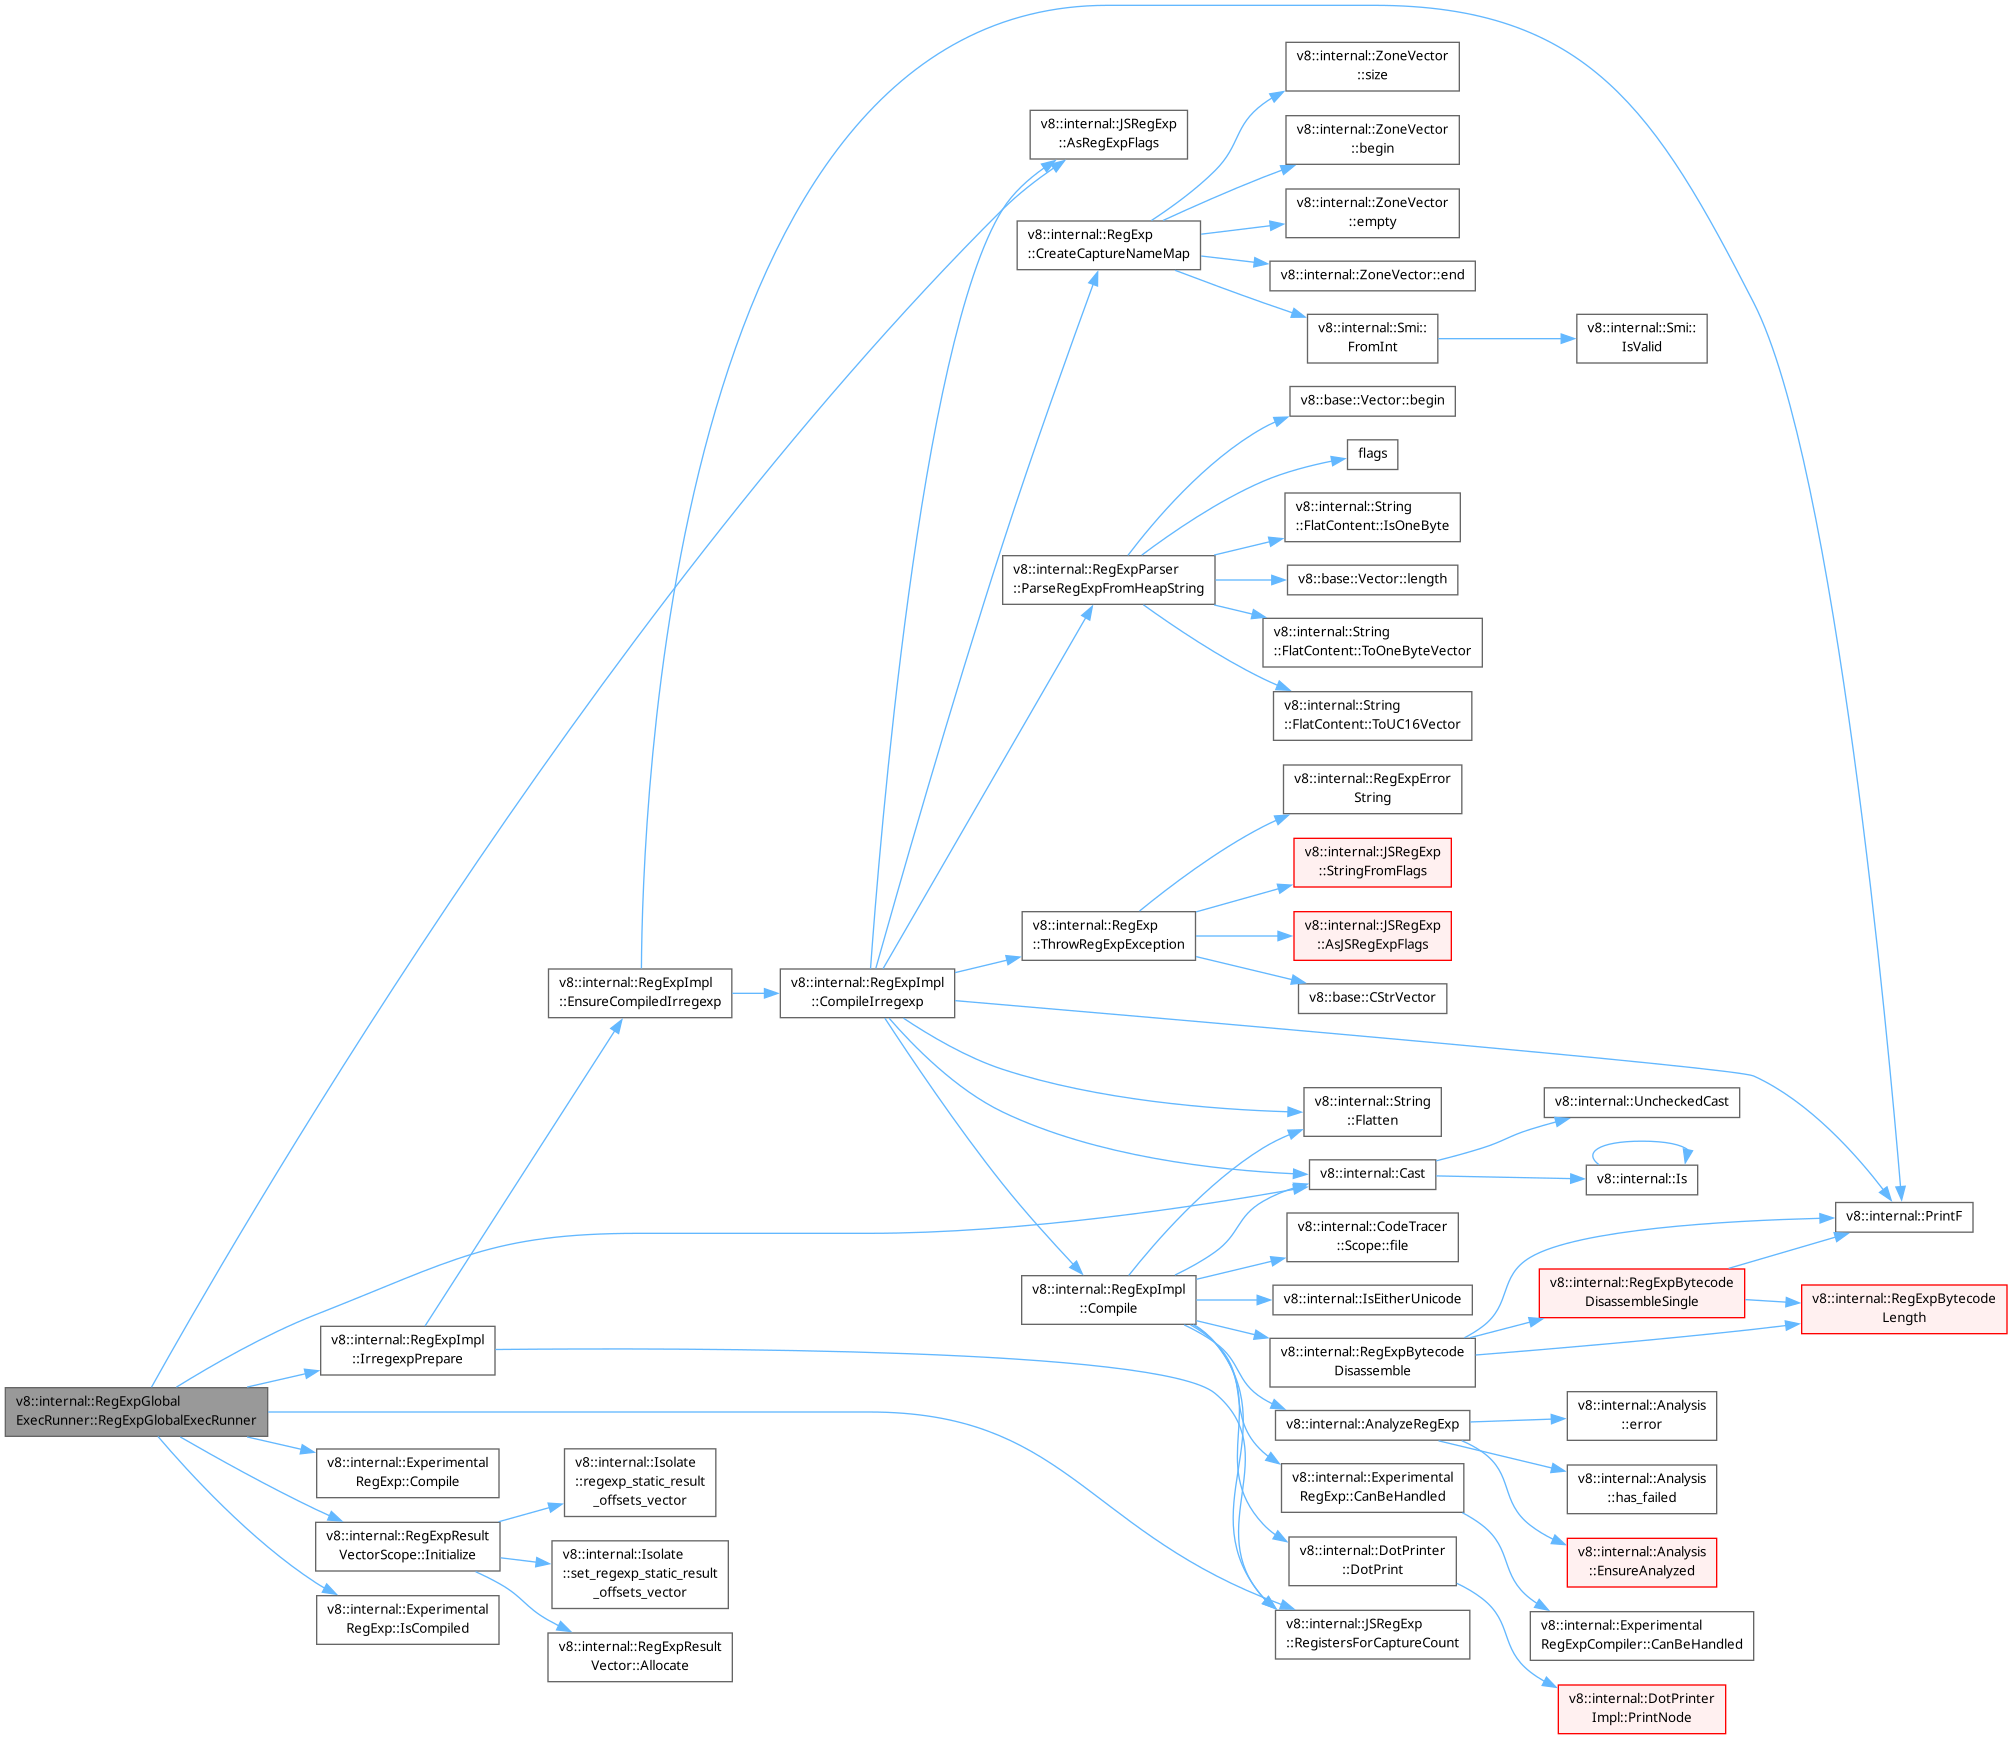 v8::internal::ZoneVector
::size
v8::internal::ZoneVector
::begin
v8::internal::JSRegExp
::AsRegExpFlags
v8::internal::ZoneVector
::empty
v8::internal::RegExp
::CreateCaptureNameMap
v8::internal::ZoneVector::end
v8::internal::Smi::
FromInt
v8::internal::Smi::
IsValid
v8::base::Vector::begin
flags
v8::internal::String
::FlatContent::IsOneByte
v8::internal::RegExpParser
::ParseRegExpFromHeapString
v8::base::Vector::length
v8::internal::String
::FlatContent::ToOneByteVector
v8::internal::String
::FlatContent::ToUC16Vector
v8::internal::RegExpError
String
v8::internal::JSRegExp
::StringFromFlags
v8::internal::RegExp
::ThrowRegExpException
v8::internal::JSRegExp
::AsJSRegExpFlags
v8::internal::RegExpImpl
::EnsureCompiledIrregexp
v8::internal::RegExpImpl
::CompileIrregexp
v8::base::CStrVector
v8::internal::String
::Flatten
v8::internal::UncheckedCast
v8::internal::Cast
v8::internal::Is
v8::internal::PrintF
v8::internal::CodeTracer
::Scope::file
v8::internal::RegExpImpl
::Compile
v8::internal::IsEitherUnicode
v8::internal::RegExpBytecode
DisassembleSingle
v8::internal::RegExpBytecode
Length
v8::internal::RegExpImpl
::IrregexpPrepare
v8::internal::RegExpBytecode
Disassemble
v8::internal::RegExpGlobal
ExecRunner::RegExpGlobalExecRunner
v8::internal::AnalyzeRegExp
v8::internal::Analysis
::error
v8::internal::Experimental
RegExp::Compile
v8::internal::Isolate
::regexp_static_result
_offsets_vector
v8::internal::Experimental
RegExp::CanBeHandled
v8::internal::Analysis
::has_failed
v8::internal::RegExpResult
VectorScope::Initialize
v8::internal::Isolate
::set_regexp_static_result
_offsets_vector
v8::internal::DotPrinter
::DotPrint
v8::internal::Analysis
::EnsureAnalyzed
v8::internal::Experimental
RegExp::IsCompiled
v8::internal::RegExpResult
Vector::Allocate
v8::internal::JSRegExp
::RegistersForCaptureCount
v8::internal::Experimental
RegExpCompiler::CanBeHandled
v8::internal::DotPrinter
Impl::PrintNode